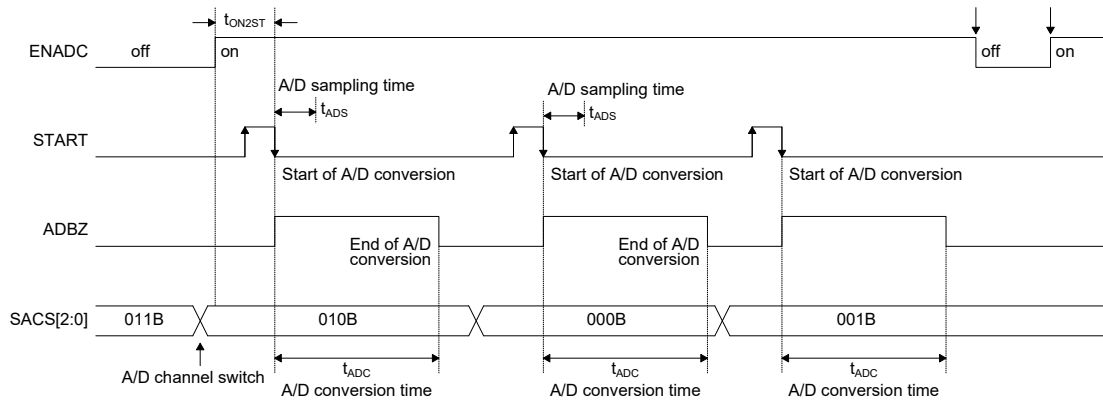 tON2ST
ENADC
off
on
off
on
A/D sampling time
A/D sampling time
tADS
tADS
START
Start of A/D conversion
Start of A/D conversion
Start of A/D conversion
ADBZ
End of A/D
conversion
End of A/D
conversion
SACS[2:0]
011B
010B
000B
001B
A/D channel switch
tADC
A/D conversion time
tADC
A/D conversion time
tADC
A/D conversion time